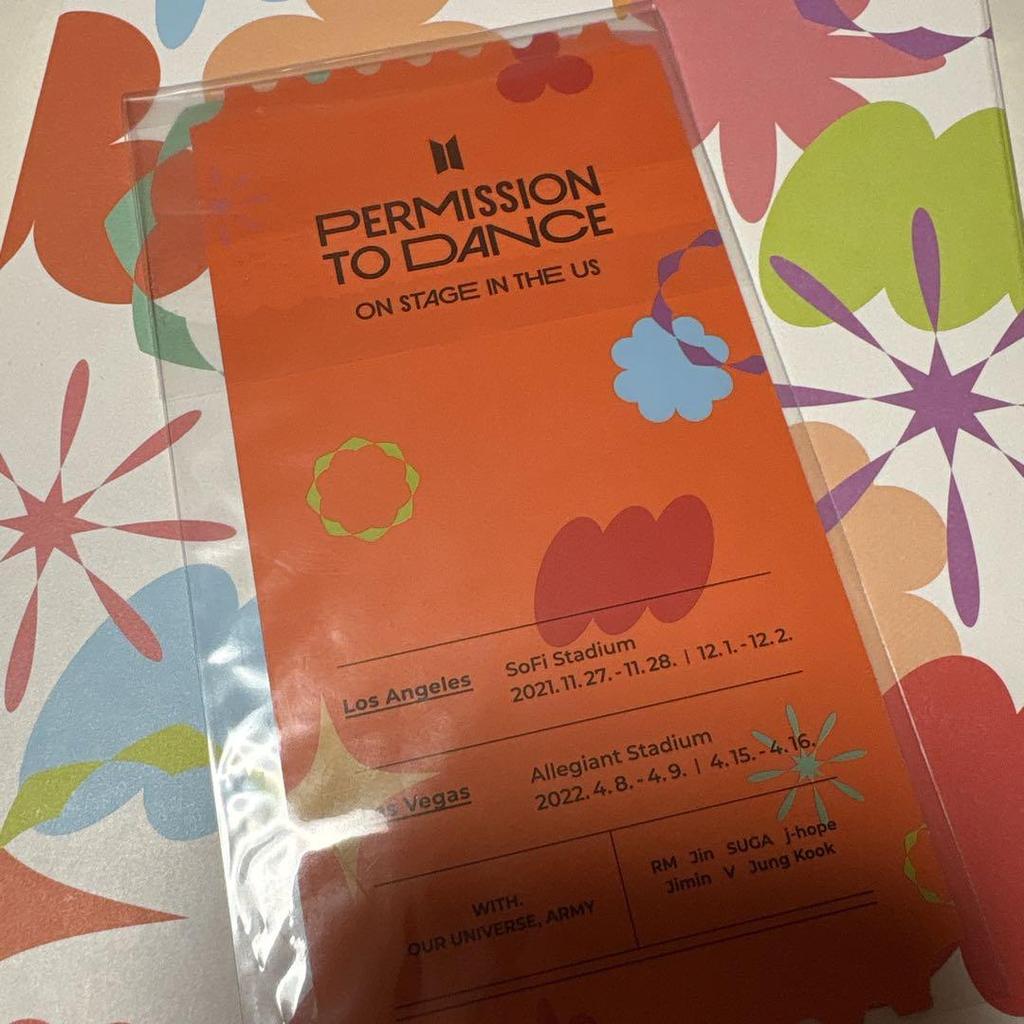 PERMISSION
TO DANCE
ON STAGE IN THE US
Los Angeles
SoFi Stadium
2021.11.27.-11.28. | 12.1.-12.2.
Las Vegas
Allegiant Stadium
2022.4.8.-4.9. | 4.15.-4.16.
WITH.
OUR UNIVERSE, ARMY
RM Jin SUGA j-hope
Jimin V Jung Kook